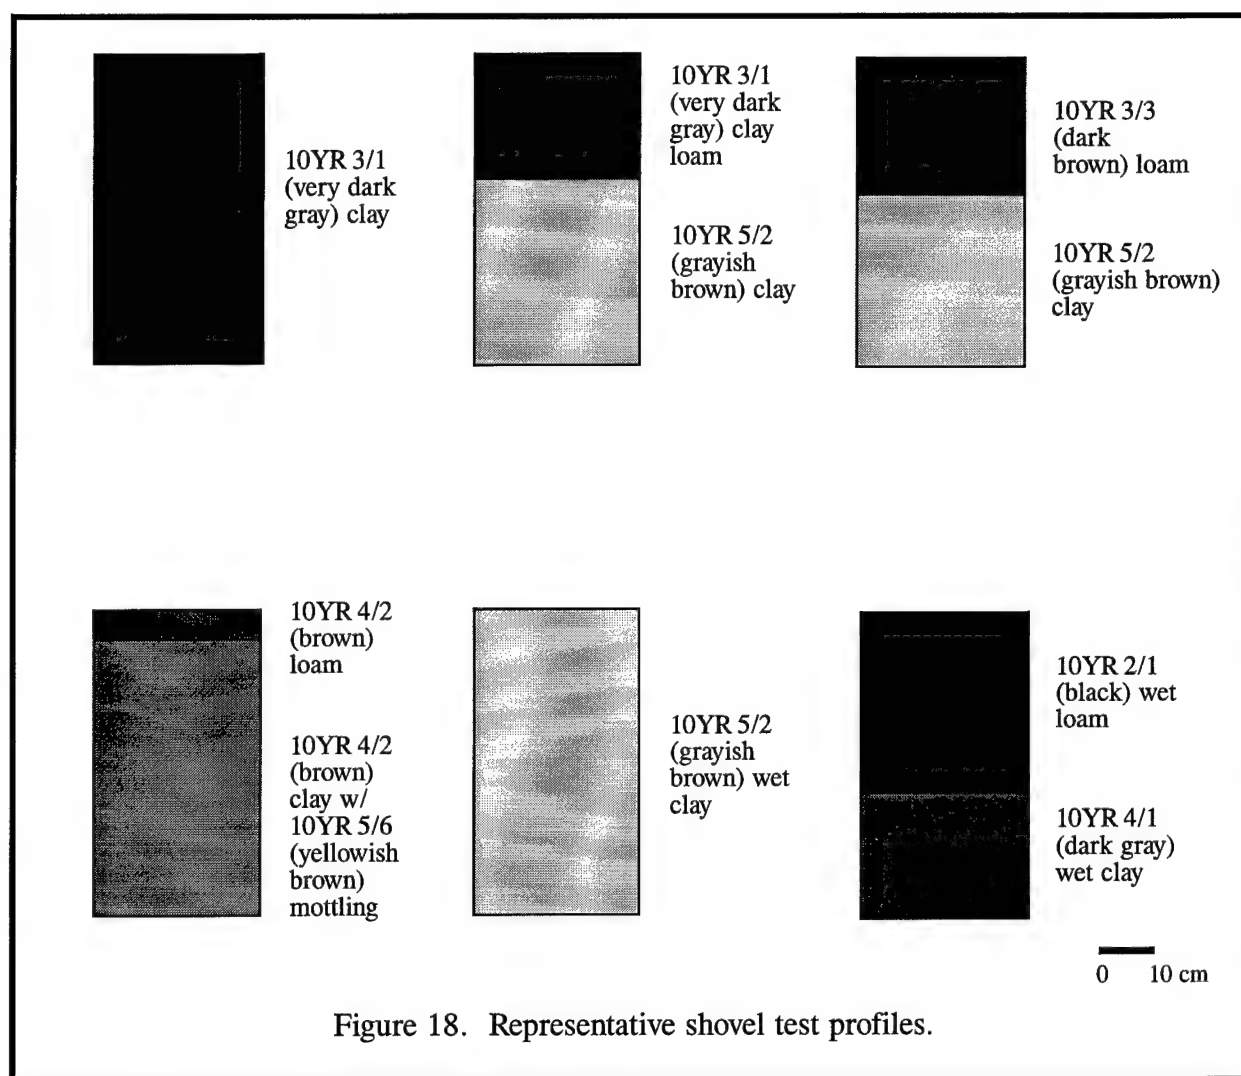 10YR 3/1
(very dark
gray) clay
10YR 3/1
(very dark
gray) clay
loam
10YR 5/2
(grayish
brown) clay
10YR 3/3
(dark
brown) loam
10YR 5/2
(grayish brown)
clay
10YR 4/2
(brown)
loam
10YR 4/2
(brown)
clay w/
10YR 5/6
(yellowish
brown)
mottling
10YR 5/2
(grayish
brown) wet
clay
10YR 2/1
(black) wet
loam
10YR 4/1
(dark gray)
wet clay
0 10 cm
Figure 18. Representative shovel test profiles.